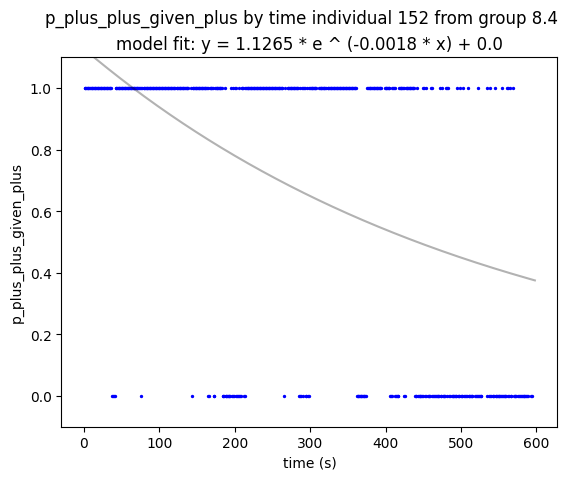 p_plus_plus_given_plus by time individual 152 from group 8.4
model fit: y = 1.1265 * e ^ (-0.0018 * x) + 0.0
p_plus_plus_given_plus
1.0
0.8
0.6
0.4
0.2
0.0
0 100 200 300 400 500 600
time (s)